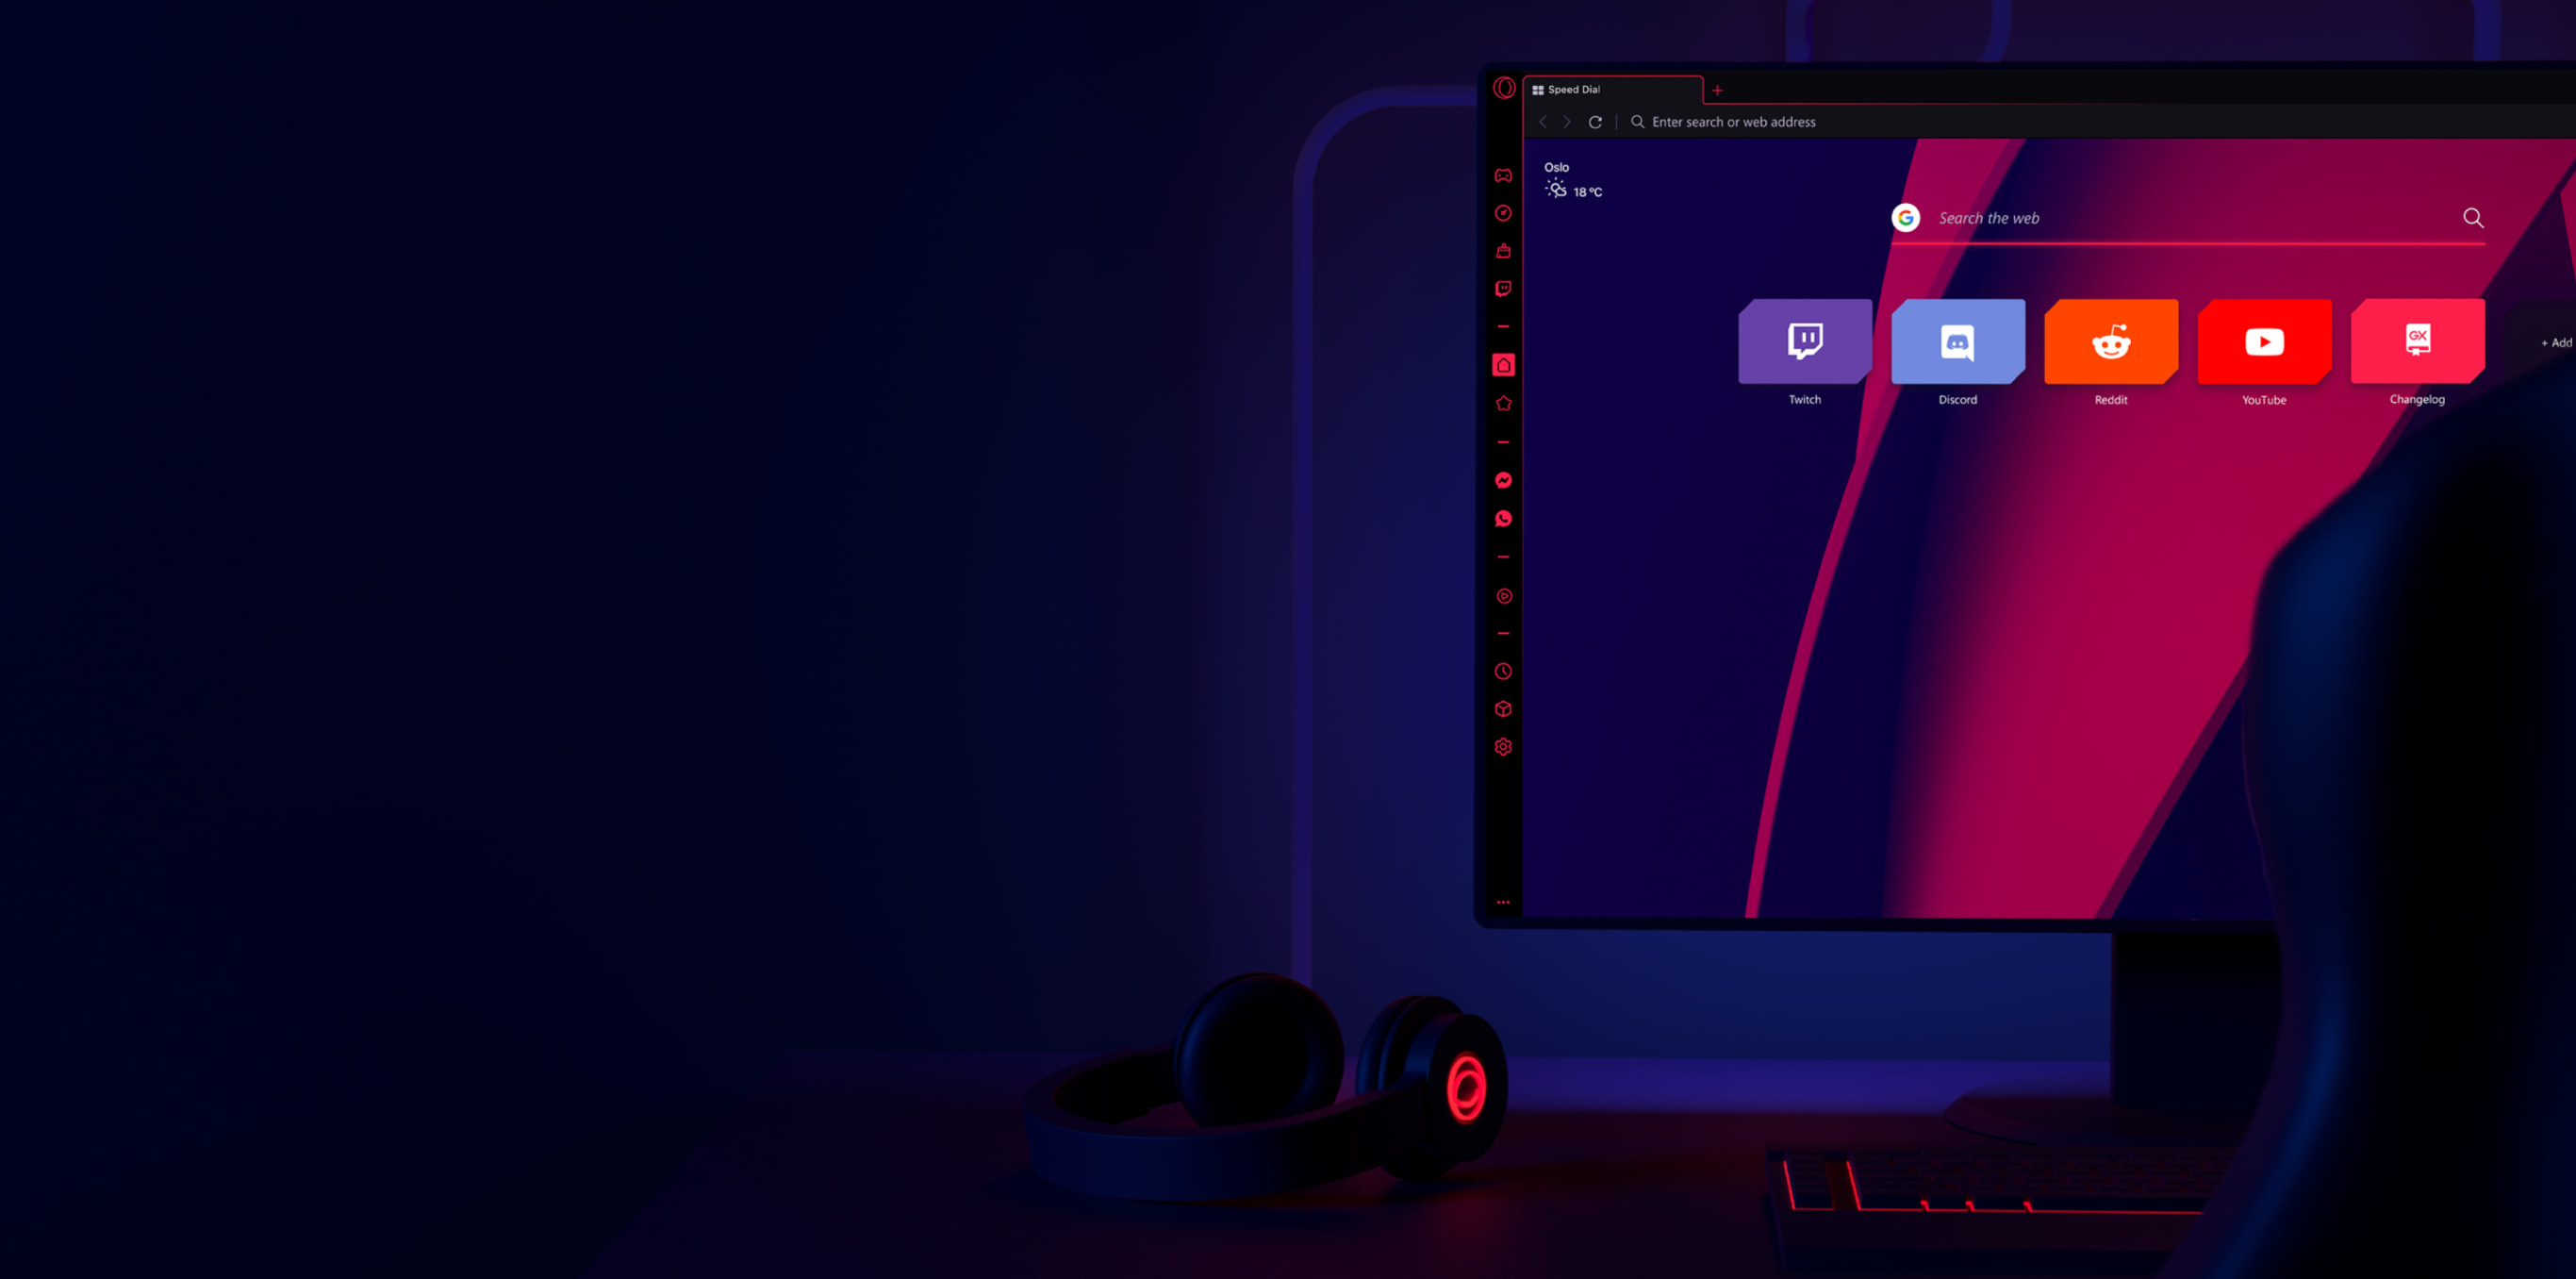 Speed Dial
Enter search or web address
Oslo
18 ºC
Search the web
+ Add
GX
Twitch
Discord
Reddit
YouTube
Changelog